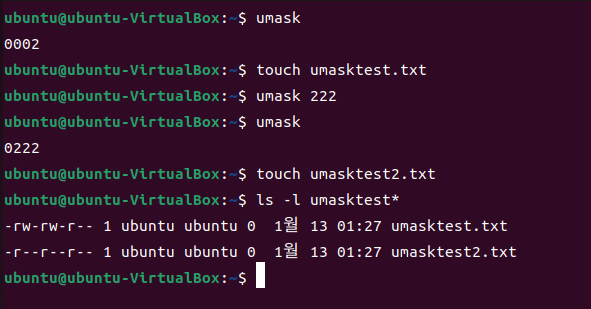 ubuntu@ubuntu-VirtualBox:~$ umask
0002
ubuntu@ubuntu-VirtualBox:~$ touch umasktest.txt
ubuntu@ubuntu-VirtualBox:~$ umask 222
ubuntu@ubuntu-VirtualBox:~$ umask
0222
ubuntu@ubuntu-VirtualBox:~$ touch umasktest2.txt
ubuntu@ubuntu-VirtualBox:~$ ls -l umasktest*
-rw-rw-r-- 1 ubuntu ubuntu 0  1월 13 01:27 umasktest.txt
-r--r--r-- 1 ubuntu ubuntu 0  1월 13 01:27 umasktest2.txt
ubuntu@ubuntu-VirtualBox:~$